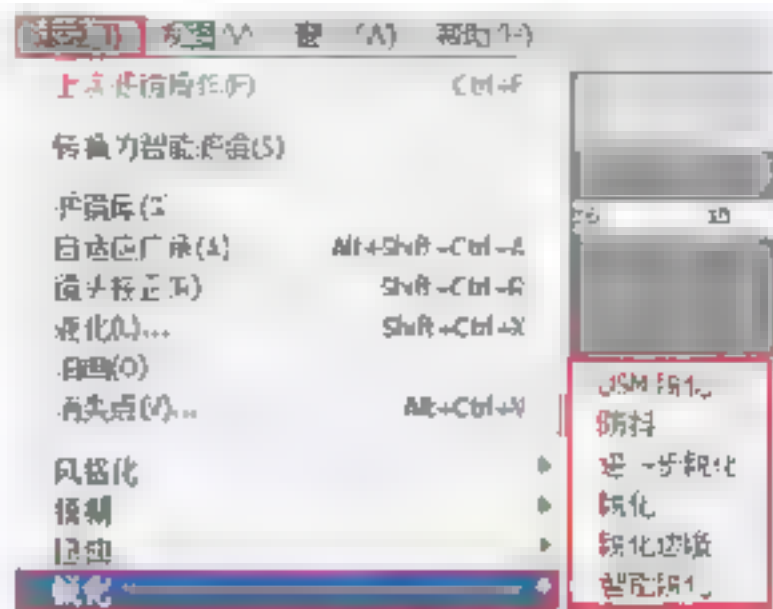 滤镜(T) 视图(V) 窗口(W) 帮助(H)
上次滤镜操作(F) Ctrl+F
转换为智能滤镜(S)
滤镜库(G)
自适应广角(A) Alt+Shift+Ctrl+A
镜头校正(R) Shift+Ctrl+R
液化(L)... Shift+Ctrl+X
油画(O)
消失点(V)... Alt+Ctrl+V
风格化
模糊
扭曲
锐化
USM锐化
防抖
进一步锐化
锐化
锐化边缘
智能锐化